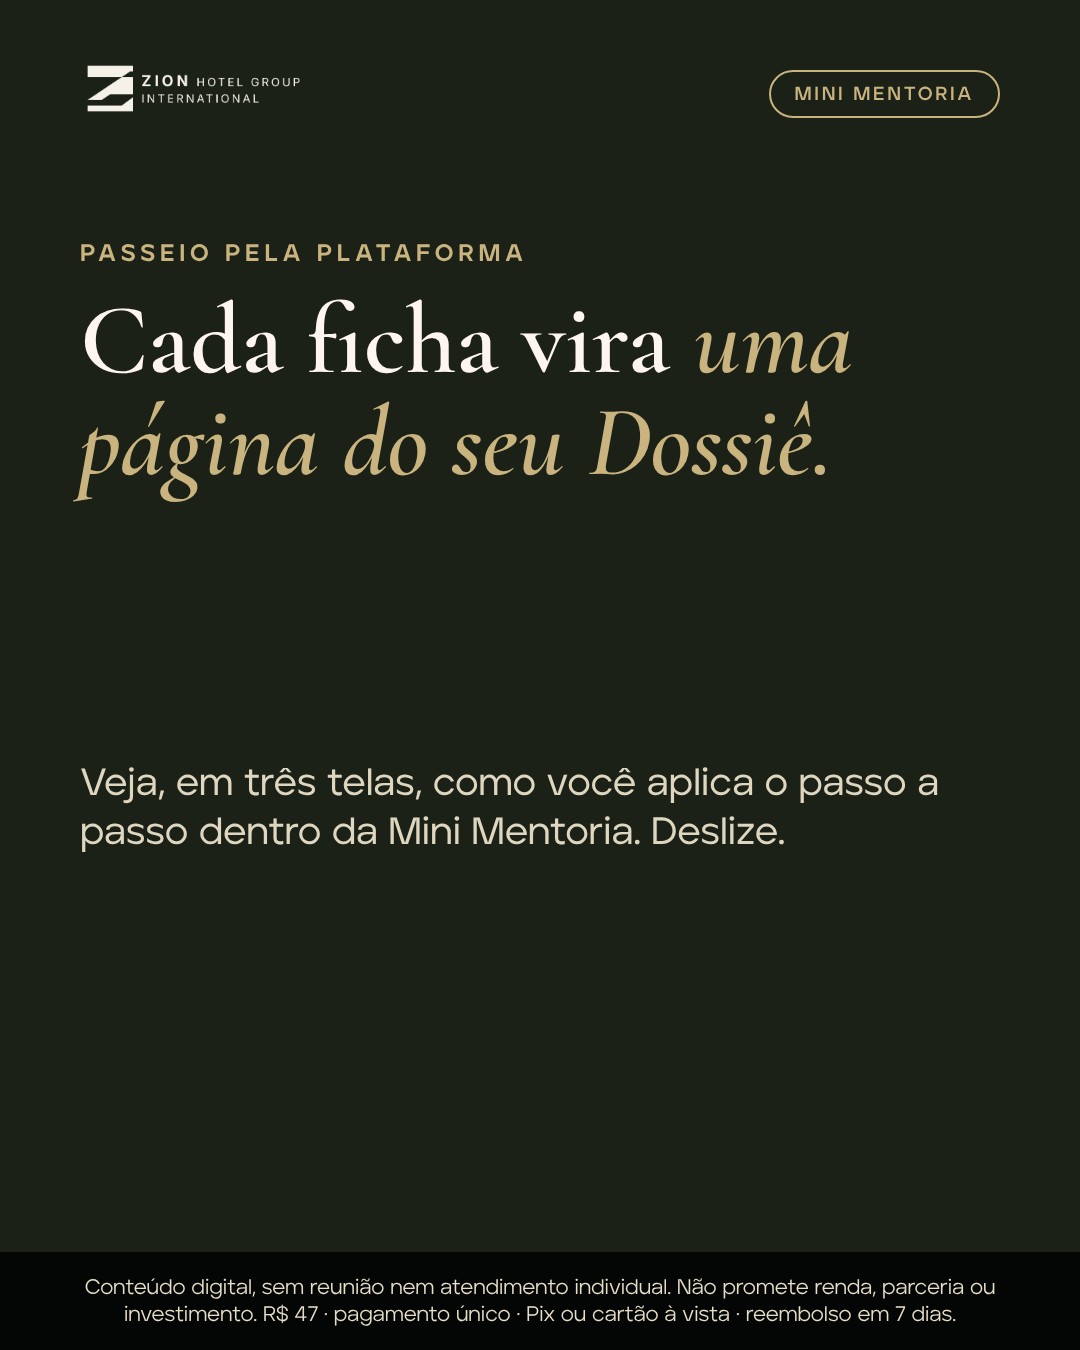 ZION HOTEL GROUP
INTERNATIONAL
MINI MENTORIA
PASSEIO PELA PLATAFORMA
Cada ficha vira uma
página do seu Dossiê.
Veja, em três telas, como você aplica o passo a
passo dentro da Mini Mentoria. Deslize.
Conteúdo digital, sem reunião nem atendimento individual. Não promete renda, parceria ou
investimento. R$ 47 · pagamento único · Pix ou cartão à vista · reembolso em 7 dias.